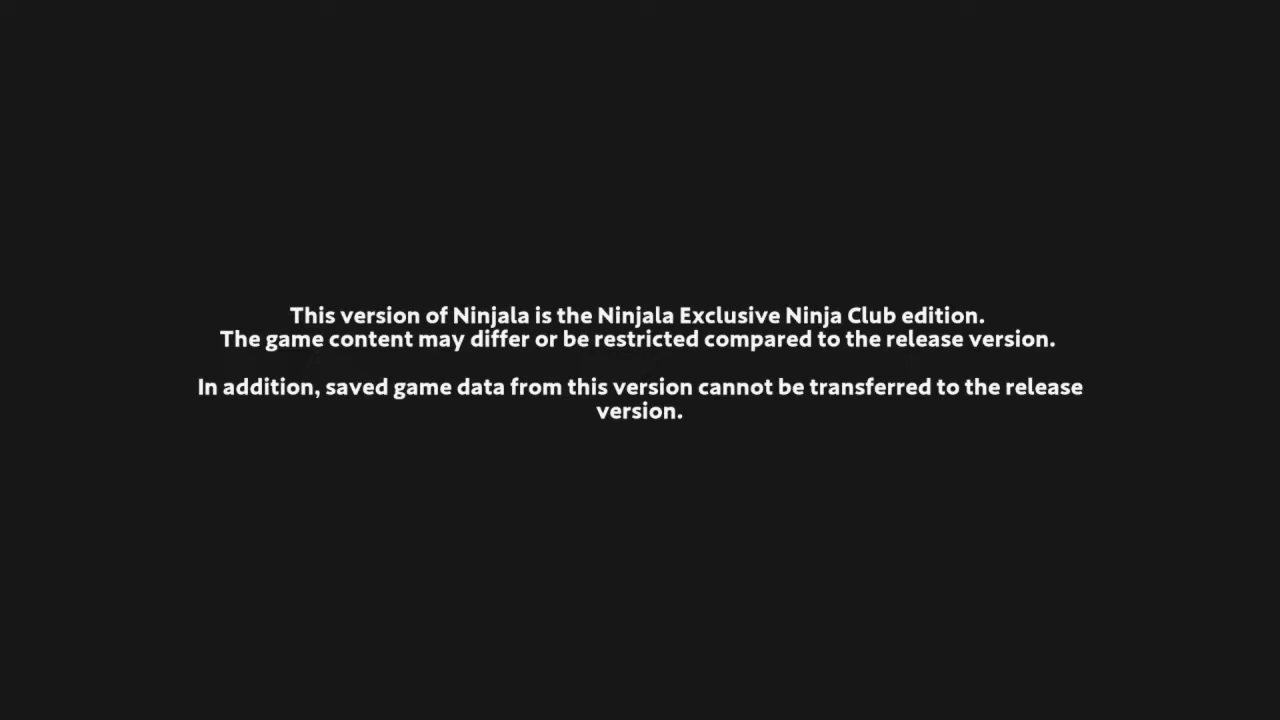 This version of Ninjala is the Ninjala Exclusive Ninja Club edition.
The game content may differ or be restricted compared to the release version.
In addition, saved game data from this version cannot be transferred to the release
version.